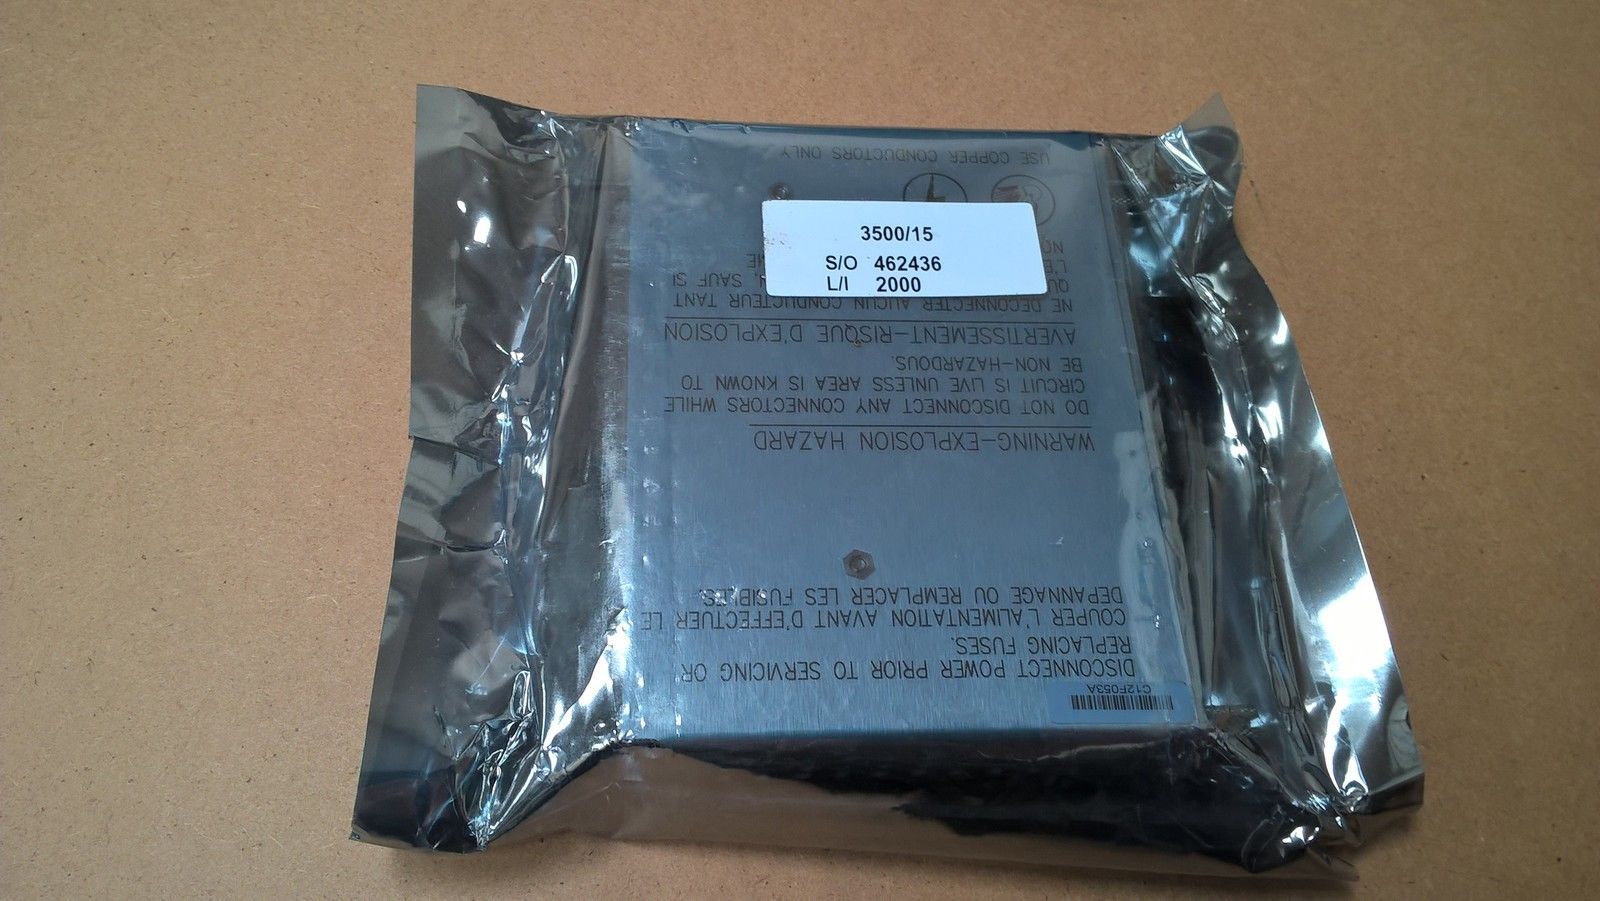 3500/15
S/O 462436
L/I 2000
DISCONNECT POWER PRIOR TO SERVICING OR
REPLACING FUSES.
COUPER L'ALIMENTATION AVANT D'EFFECTUER LE
DEPANNAGE OU REMPLACER LES FUSIBLES.
WARNING-EXPLOSION HAZARD
DO NOT DISCONNECT ANY CONNECTORS WHILE
CIRCUIT IS LIVE UNLESS AREA IS KNOWN TO
BE NON-HAZARDOUS.
AVERTISSEMENT-RISQUE D'EXPLOSION
NE DECONNECTER AUCUN CONDUCTEUR TANT
SAUF SI
USE COPPER CONDUCTORS ONLY
C12F053A